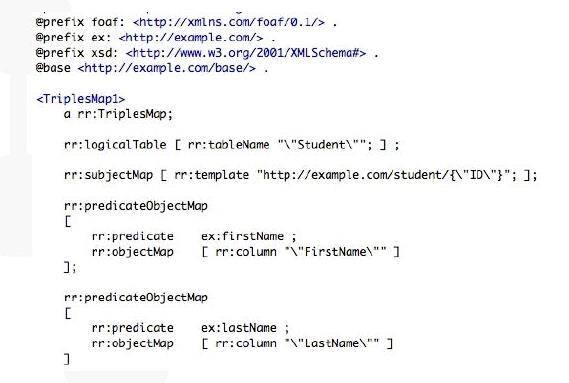 @prefix foaf: <http://xmlns.com/foaf/0.1/> .
@prefix ex: <http://example.com/> .
@prefix xsd: <http://www.w3.org/2001/XMLSchema#> .
@base <http://example.com/base/> .
<TriplesMap1>
a rr:TriplesMap;
rr:logicalTable [ rr:tableName "\"Student\""; ] ;
rr:subjectMap [ rr:template "http://example.com/student/{\"ID\"}"; ];
rr:predicateObjectMap
[
rr:predicate ex:firstName ;
rr:objectMap [ rr:column "\"FirstName\"" ]
];
rr:predicateObjectMap
[
rr:predicate ex:lastName ;
rr:objectMap [ rr:column "\"LastName\"" ]
]